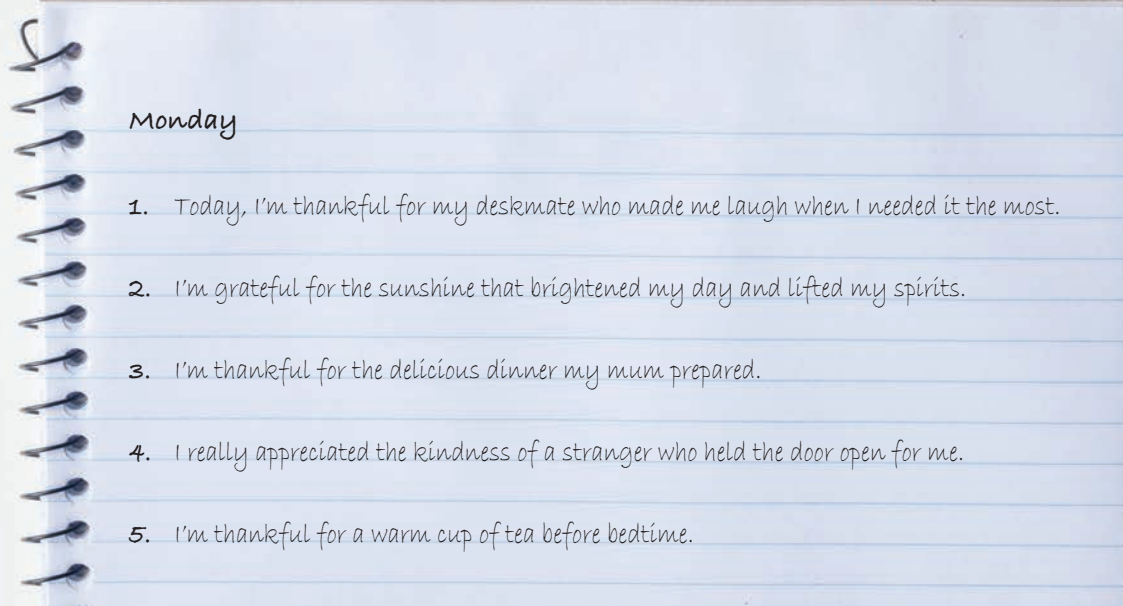 Monday
1. Today, I'm thankful for my deskmate who made me laugh when I needed it the most.
2. I'm grateful for the sunshine that brightened my day and lifted my spirits.
3. I'm thankful for the delicious dinner my mum prepared.
4. I really appreciated the kindness of a stranger who held the door open for me.
5. I'm thankful for a warm cup of tea before bedtime.